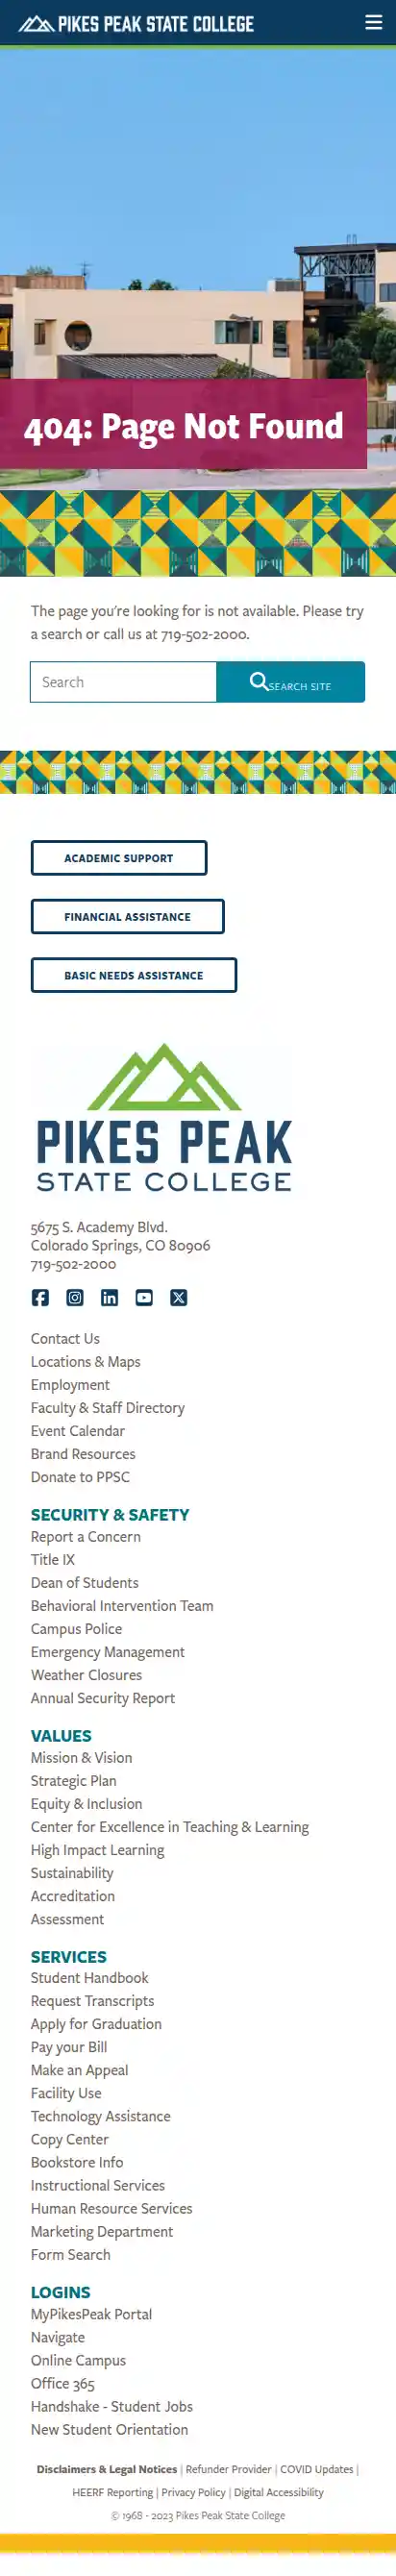 PIKES PEAK STATE COLLEGE
404: Page Not Found
The page you're looking for is not available. Please try
a search or call us at 719-502-2000.
Search
SEARCH SITE
ACADEMIC SUPPORT
FINANCIAL ASSISTANCE
BASIC NEEDS ASSISTANCE
PIKES PEAK
STATE COLLEGE
5675 S. Academy Blvd.
Colorado Springs, CO 80906
719-502-2000
Contact Us
Locations & Maps
Employment
Faculty & Staff Directory
Event Calendar
Brand Resources
Donate to PPSC
SECURITY & SAFETY
Report a Concern
Title IX
Dean of Students
Behavioral Intervention Team
Campus Police
Emergency Management
Weather Closures
Annual Security Report
VALUES
Mission & Vision
Strategic Plan
Equity & Inclusion
Center for Excellence in Teaching & Learning
High Impact Learning
Sustainability
Accreditation
Assessment
SERVICES
Student Handbook
Request Transcripts
Apply for Graduation
Pay your Bill
Make an Appeal
Facility Use
Technology Assistance
Copy Center
Bookstore Info
Instructional Services
Human Resource Services
Marketing Department
Form Search
LOGINS
MyPikesPeak Portal
Navigate
Online Campus
Office 365
Handshake - Student Jobs
New Student Orientation
Disclaimers & Legal Notices | Refunder Provider | COVID Updates |
HEERF Reporting | Privacy Policy | Digital Accessibility
© 1968 - 2023 Pikes Peak State College